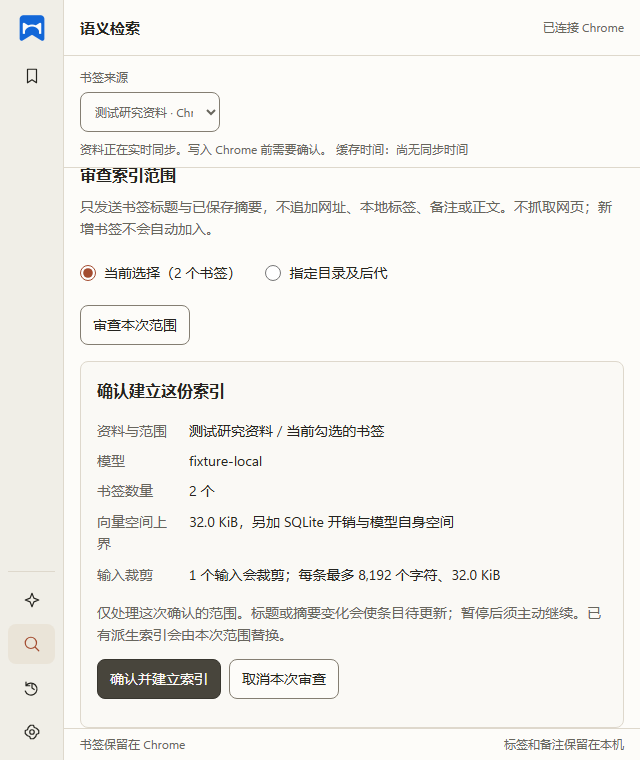 语义检索
已连接 Chrome
书签来源
测试研究资料 · Chr
资料正在实时同步。写入 Chrome 前需要确认。 缓存时间：尚无同步时间
审查索引范围
只发送书签标题与已保存摘要，不追加网址、本地标签、备注或正文。不抓取网页；新
增书签不会自动加入。
当前选择（2 个书签）
指定目录及后代
审查本次范围
确认建立这份索引
资料与范围 测试研究资料 / 当前勾选的书签
模型 fixture-local
书签数量 2 个
向量空间上 32.0 KiB，另加 SQLite 开销与模型自身空间
界
输入裁剪 1 个输入会裁剪；每条最多 8,192 个字符、32.0 KiB
仅处理这次确认的范围。标题或摘要变化会使条目待更新；暂停后须主动继续。已
有派生索引会由本次范围替换。
确认并建立索引
取消本次审查
书签保留在 Chrome
标签和备注保留在本机